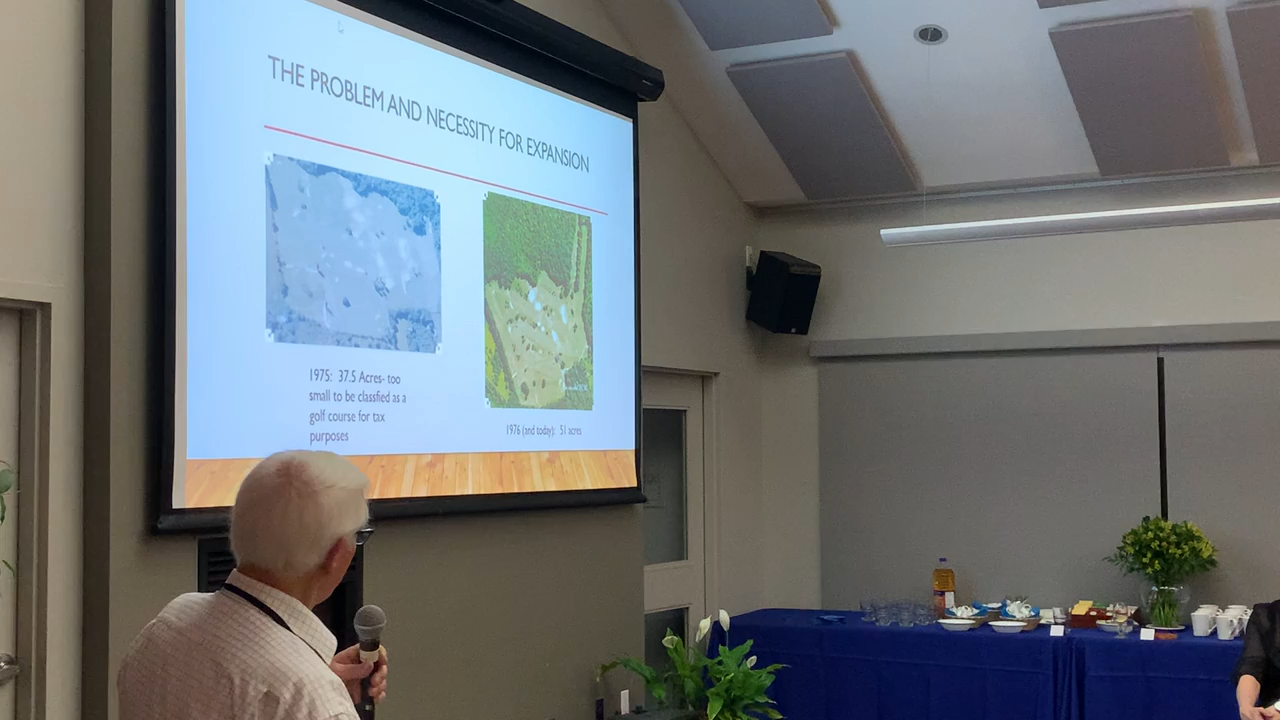 THE PROBLEM AND NECESSITY FOR EXPANSION
1975: 37.5 Acres- too
small to be classfied as a
golf course for tax
purposes
1976 (and today): 51 acres